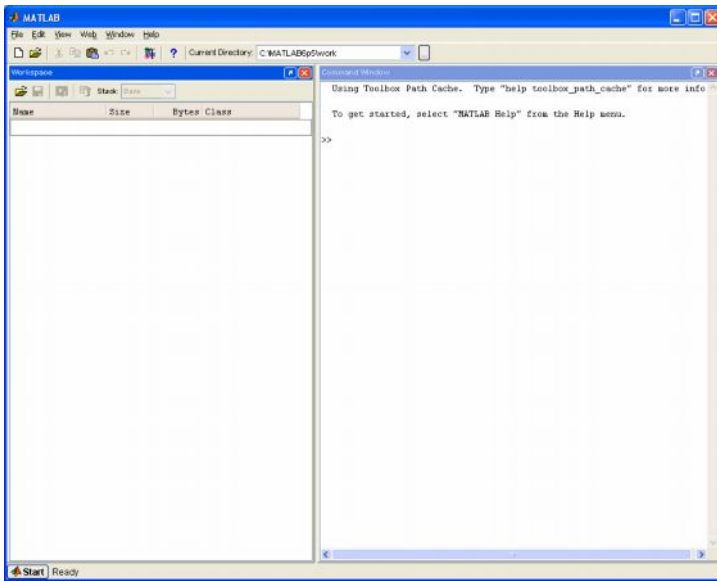 MATLAB
File Edit View Web Window Help
? Current Directory: C:\MATLAB6p5\work ...
Workspace
Stack: Base
Name Size Bytes Class
Command Window
Using Toolbox Path Cache. Type "help toolbox_path_cache" for more info
To get started, select "MATLAB Help" from the Help menu.
>>
Start Ready